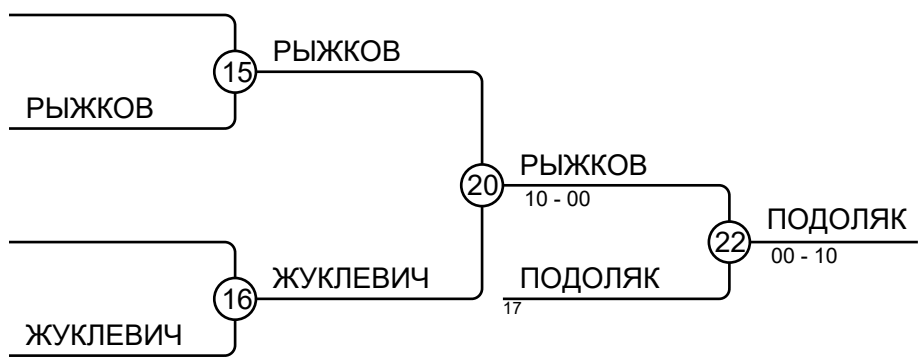 РЫЖКОВ
15
РЫЖКОВ
РЫЖКОВ
20
10 - 00
ПОДОЛЯК
22
00 - 10
ЖУКЛЕВИЧ
ПОДОЛЯК
16
17
ЖУКЛЕВИЧ